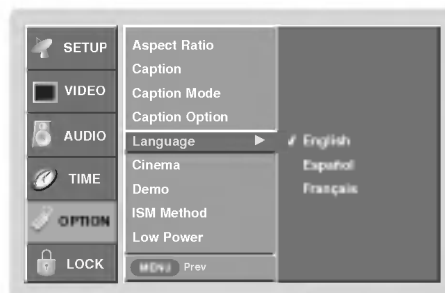 SETUP
VIDEO
AUDIO
TIME
OPTION
LOCK
Aspect Ratio
Caption
Caption Mode
Caption Option
Language
Cinema
Demo
ISM Method
Low Power
MENU Prev
English
Español
Français